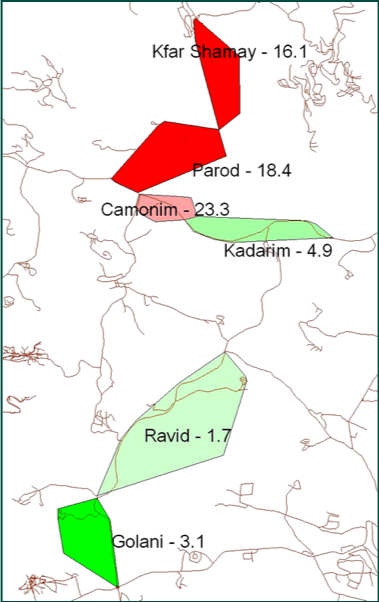 Kfar Shamay - 16.1
Parod - 18.4
Camonim - 23.3
Kadarim - 4.9
Ravid - 1.7
Golani - 3.1